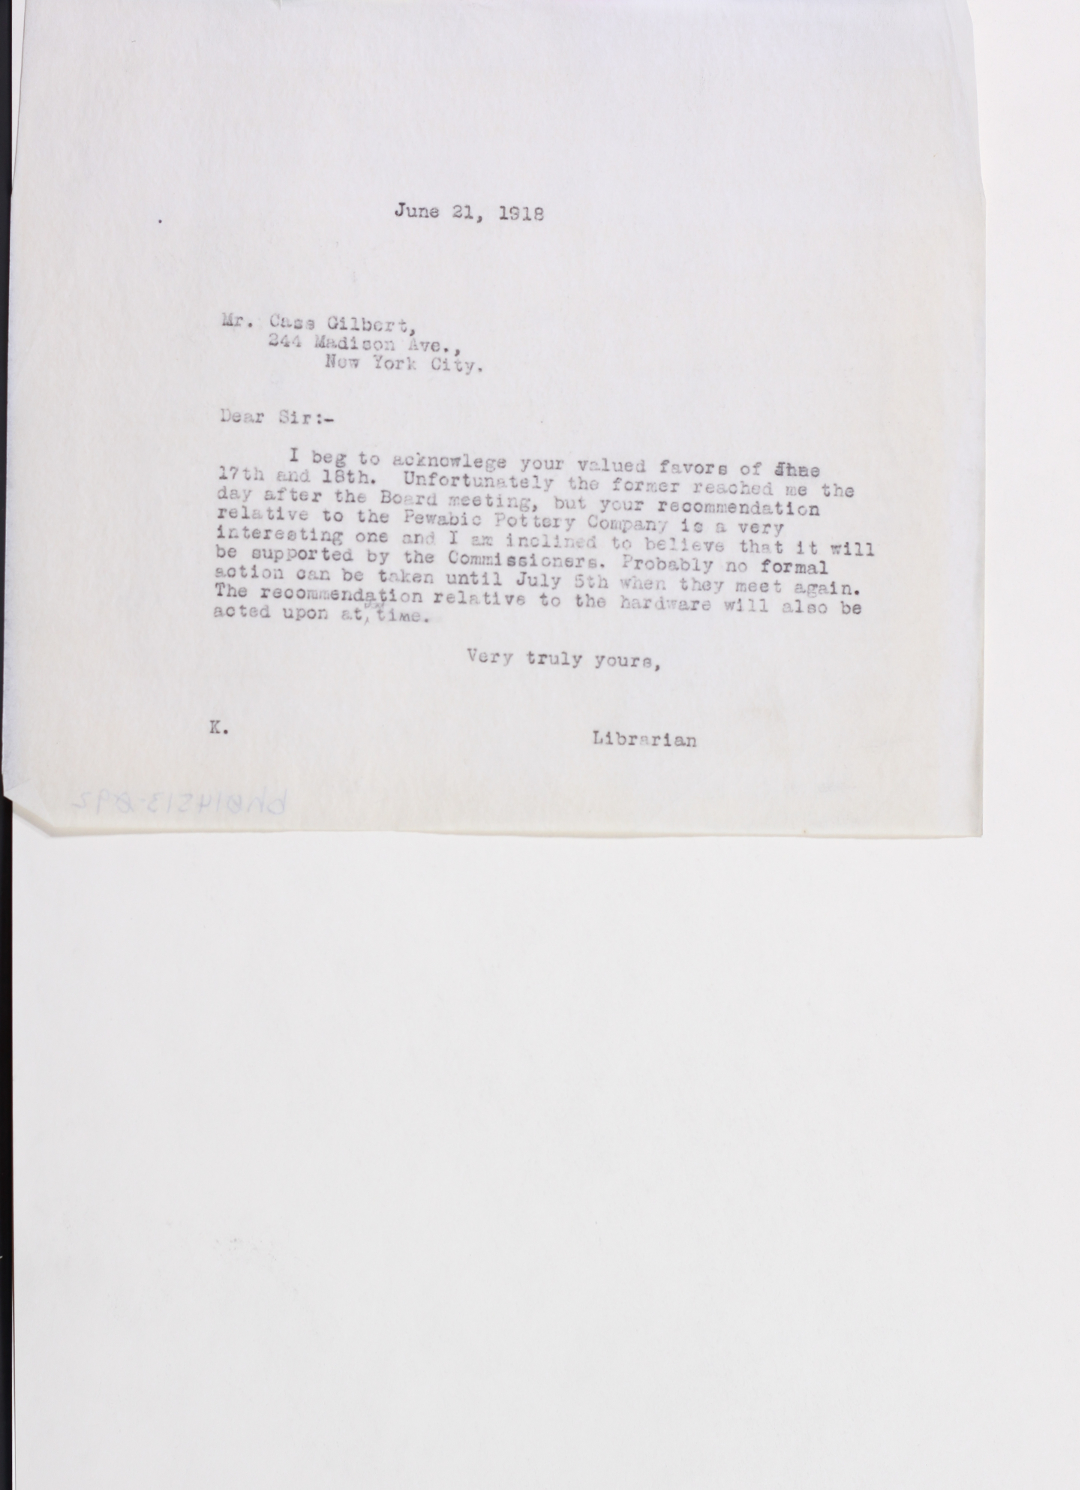 June 21, 1918
Mr. Cass Gilbert,
244 Madison Ave.,
New York City.
Dear Sir:-
I beg to acknowlege your valued favors of the
17th and 18th. Unfortunately the former reached me the
day after the Board meeting, but your recommendation
relative to the Pewabic Pottery Company is a very
interesting one and I am inclined to believe that it will
be supported by the Commissioners. Probably no formal
action can be taken until July 5th when they meet again.
The recommendation relative to the hardware will also be
acted upon at, time.
Very truly yours,
K.
Librarian